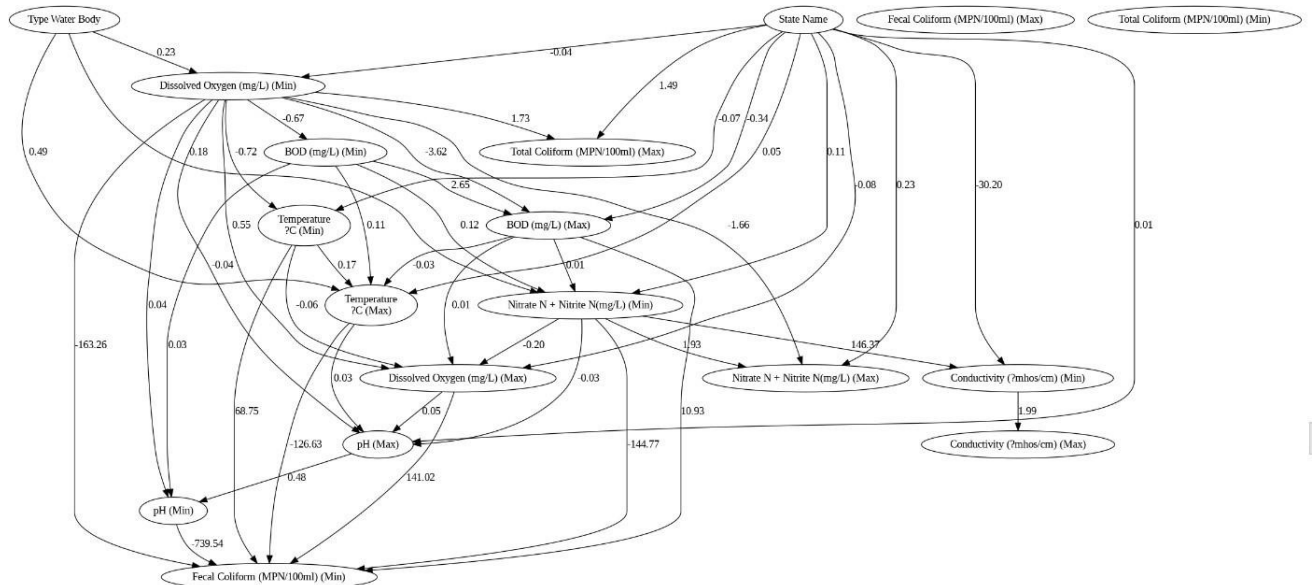 Type Water Body
State Name
Fecal Coliform (MPN/100ml) (Max)
Total Coliform (MPN/100ml) (Min)
0.23
-0.04
Dissolved Oxygen (mg/L) (Min)
1.49
-0.67
1.73
-0.07
-0.34
0.49
0.18
-0.72
BOD (mg/L) (Min)
-3.62
Total Coliform (MPN/100ml) (Max)
0.05
0.11
2.65
-0.08
0.23
-30.20
Temperature
?C (Min)
0.55
0.11
0.12
BOD (mg/L) (Max)
-1.66
0.01
-0.04
0.17
-0.03
0.01
Temperature
?C (Max)
0.04
-0.06
0.01
Nitrate N + Nitrite N(mg/L) (Min)
-163.26
0.03
-0.20
1.93
146.37
0.03
Dissolved Oxygen (mg/L) (Max)
-0.03
Nitrate N + Nitrite N(mg/L) (Max)
Conductivity (?mhos/cm) (Min)
68.75
0.05
10.93
1.99
-126.63
pH (Max)
-144.77
Conductivity (?mhos/cm) (Max)
0.48
141.02
pH (Min)
-739.54
Fecal Coliform (MPN/100ml) (Min)